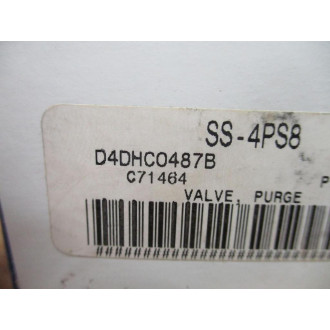 SS-4PS8
D4DHC0487B
C71464
P
VALVE, PURGE